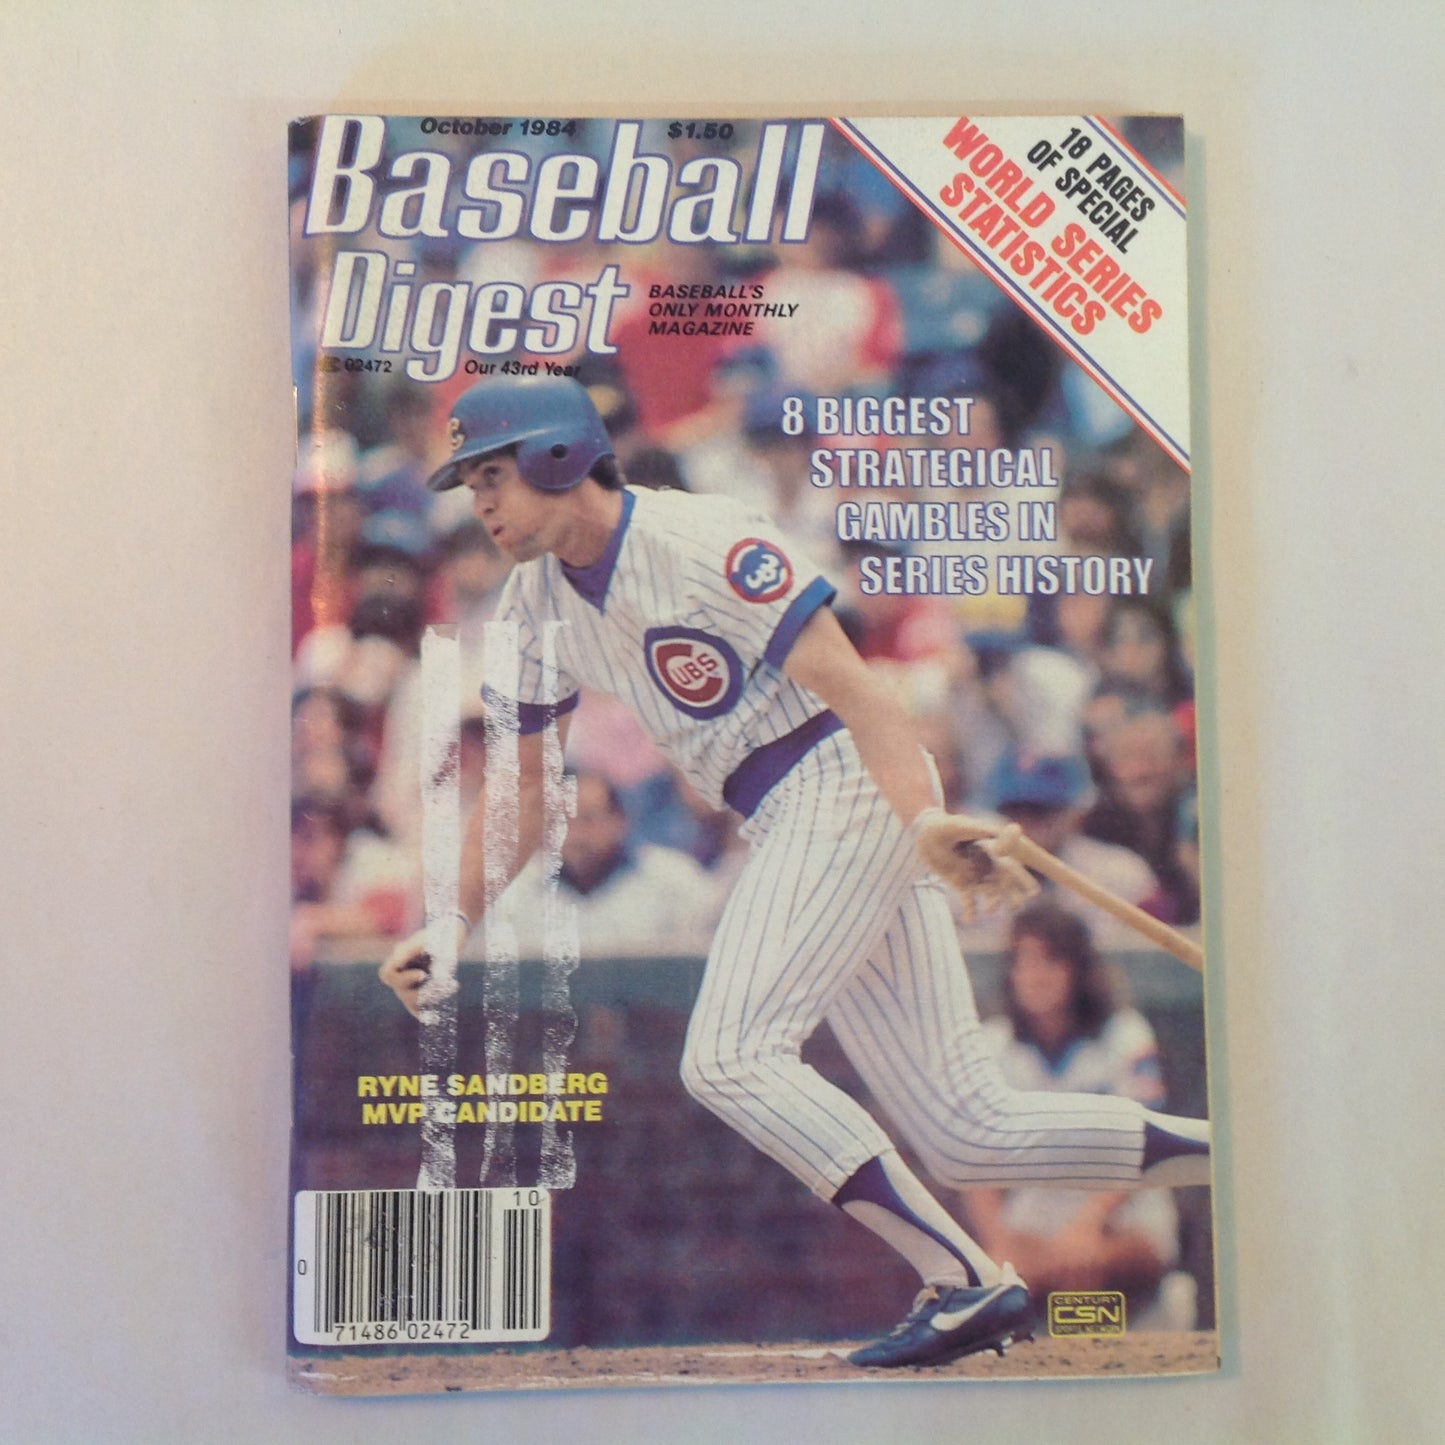 October 1984 $1.50
Baseball
Digest
BASEBALL'S
ONLY MONTHLY
MAGAZINE
02472 Our 43rd Year
18 PAGES
OF SPECIAL
WORLD SERIES
STATISTICS
8 BIGGEST
STRATEGICAL
GAMBLES IN
SERIES HISTORY
CUBS
RYNE SANDBERG
MVP CANDIDATE
10
0
71486 02472
CENTURY
CSN